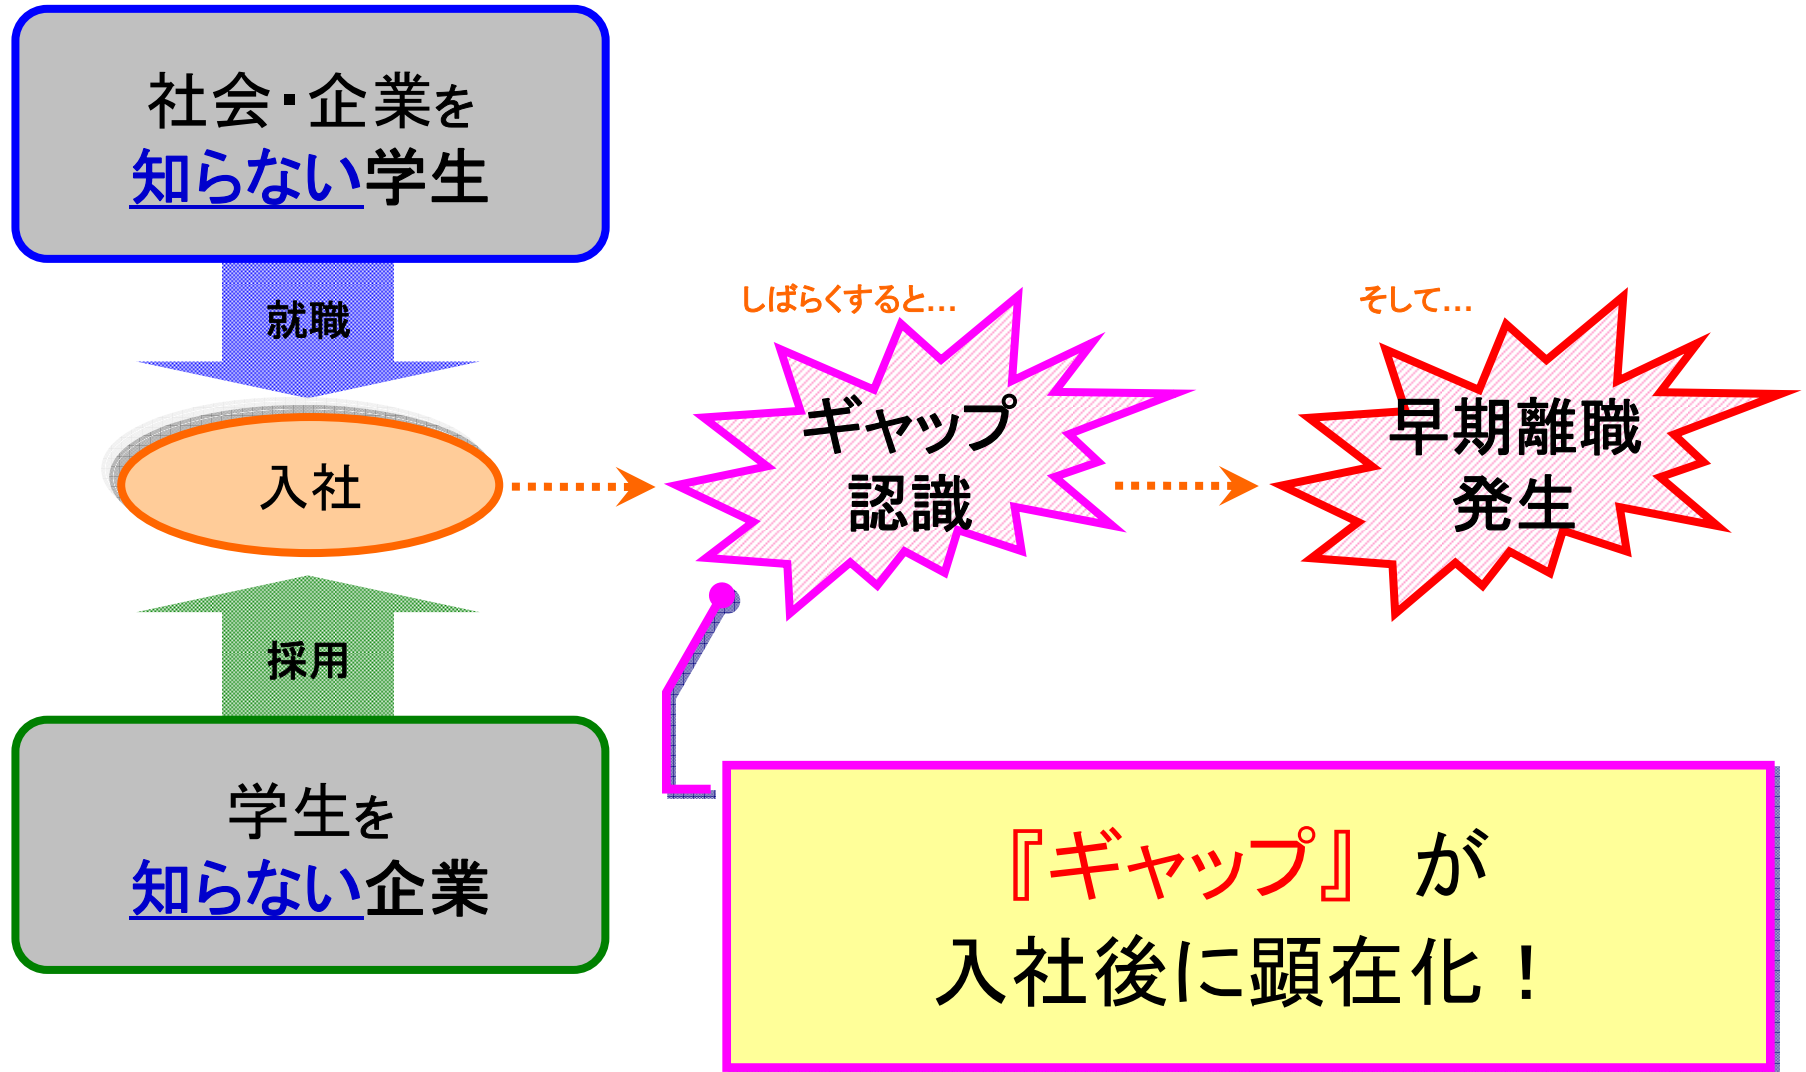 社会・企業を
知らない学生
就職
入社
採用
学生を
知らない企業
しばらくすると…
ギャップ
認識
そして…
早期離職
発生
『ギャップ』 が
入社後に顕在化！